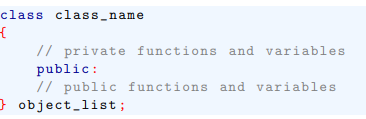 class class_name
{
// private functions and variables
public:
// public functions and variables
} object_list;